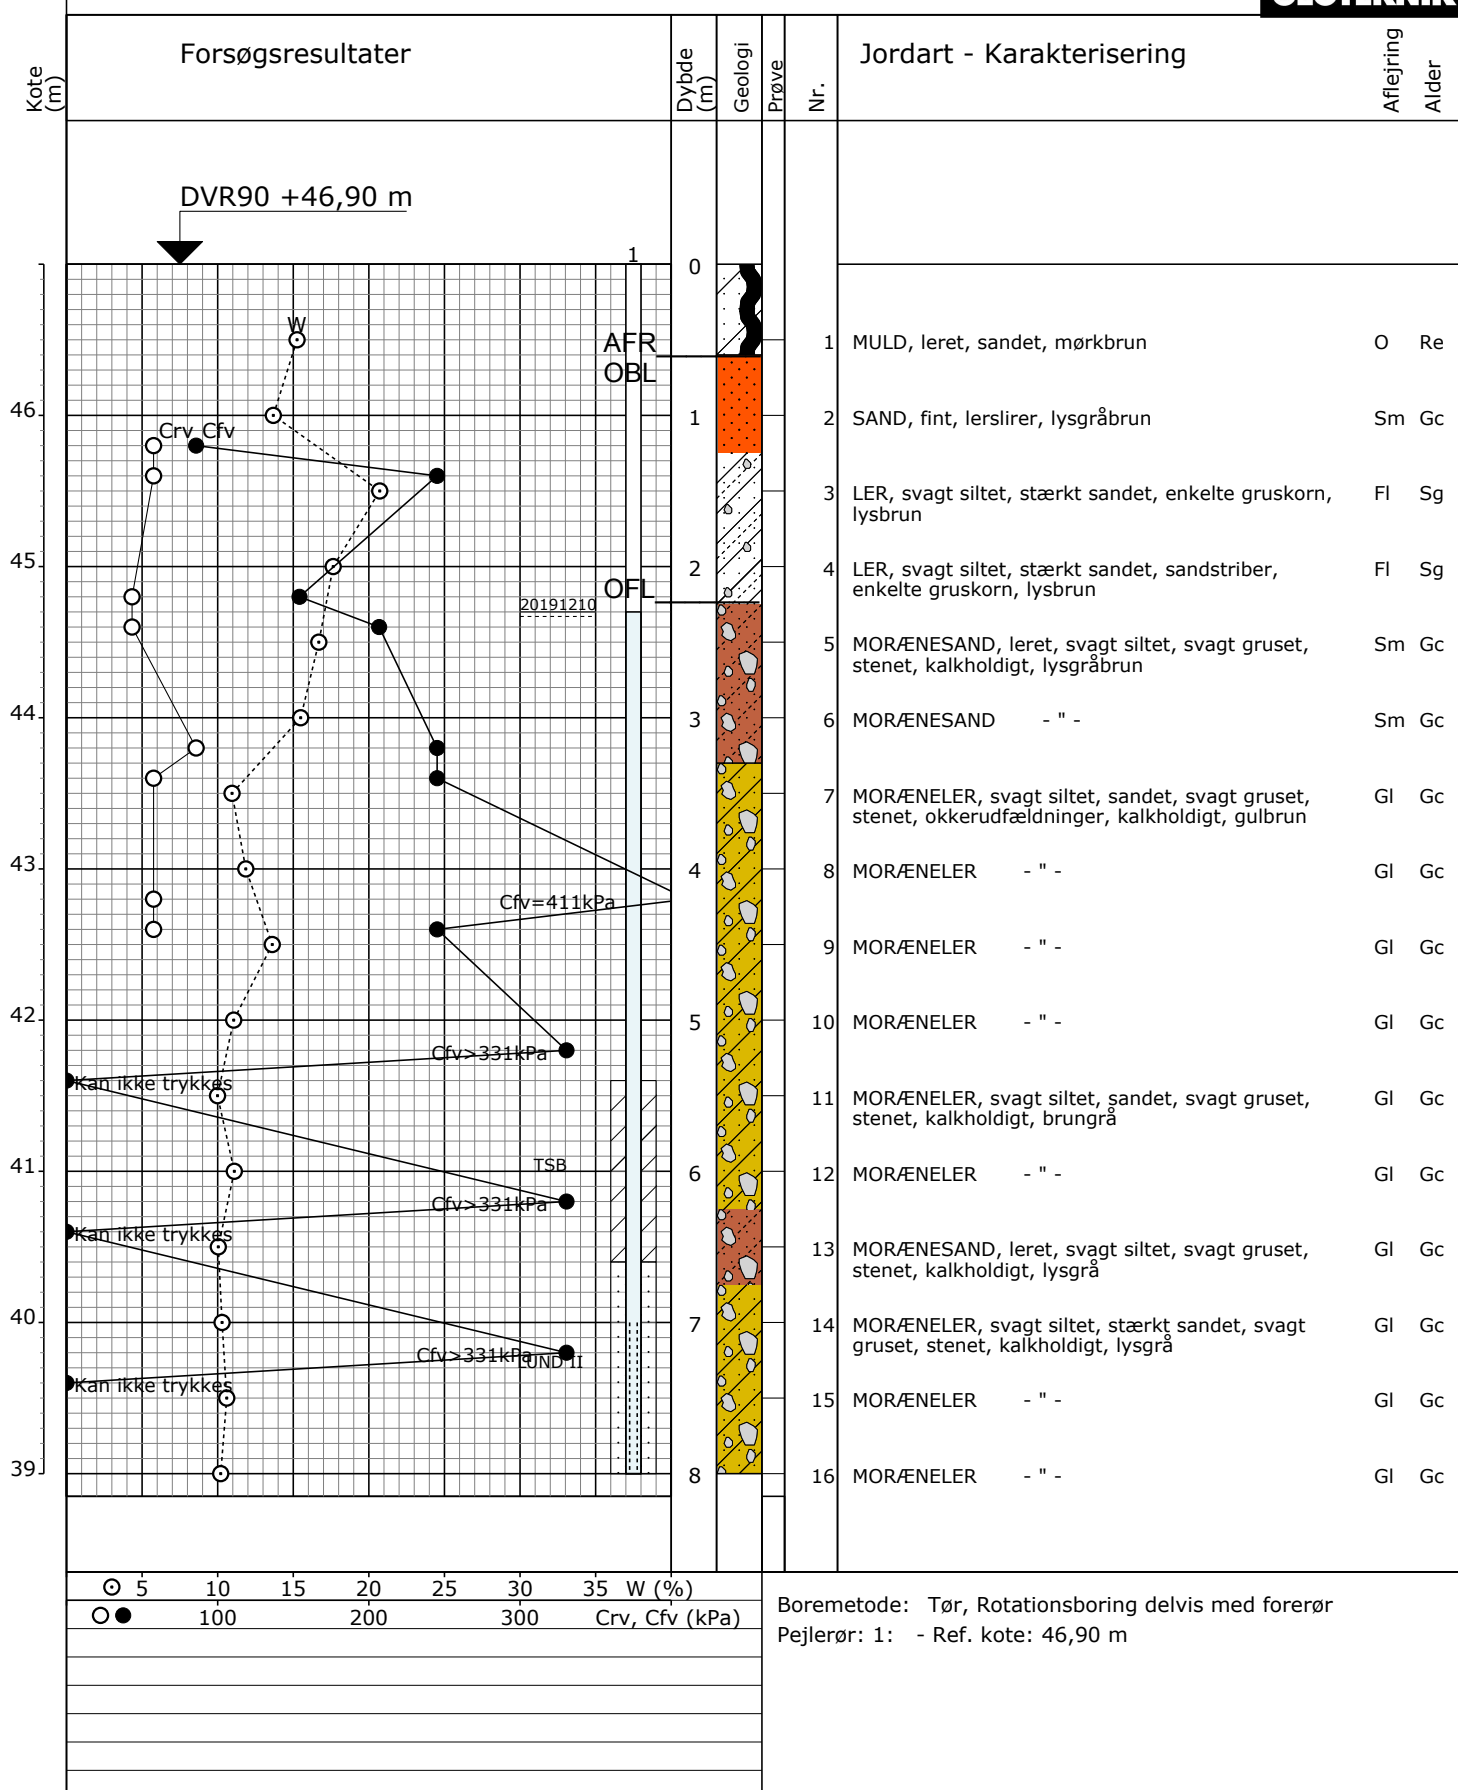 Kote (m)
Forsøgsresultater
Dybde (m)
Geologi
Prøve
Nr.
Jordart - Karakterisering
Aflejring
Alder
DVR90 +46,90 m
1
0
W
AFR
1 MULD, leret, sandet, mørkbrun O Re
OBL
46
1
2 SAND, fint, lerslirer, lysgråbrun Sm Gc
Crv Cfv
3 LER, svagt siltet, stærkt sandet, enkelte gruskorn, Fl Sg
lysbrun
45
2
4 LER, svagt siltet, stærkt sandet, sandstriber, Fl Sg
enkelte gruskorn, lysbrun
OFL
20191210
5 MORÆNESAND, leret, svagt siltet, svagt gruset, Sm Gc
stenet, kalkholdigt, lysgråbrun
44
3
6 MORÆNESAND - " - Sm Gc
7 MORÆNELER, svagt siltet, sandet, svagt gruset, Gl Gc
stenet, okkerudfældninger, kalkholdigt, gulbrun
43
4
8 MORÆNELER - " - Gl Gc
Cfv=411kPa
9 MORÆNELER - " - Gl Gc
42
5
10 MORÆNELER - " - Gl Gc
Cfv>331kPa
Kan ikke trykkes
11 MORÆNELER, svagt siltet, sandet, svagt gruset, Gl Gc
stenet, kalkholdigt, brungrå
41
TSB
6
12 MORÆNELER - " - Gl Gc
Cfv>331kPa
Kan ikke trykkes
13 MORÆNESAND, leret, svagt siltet, svagt gruset, Gl Gc
stenet, kalkholdigt, lysgrå
40
7
14 MORÆNELER, svagt siltet, stærkt sandet, svagt Gl Gc
gruset, stenet, kalkholdigt, lysgrå
Cfv>331kPa
LUND II
Kan ikke trykkes
15 MORÆNELER - " - Gl Gc
39
8
16 MORÆNELER - " - Gl Gc
5 10 15 20 25 30 35 W (%)
100 200 300 Crv, Cfv (kPa)
Boremetode: Tør, Rotationsboring delvis med forerør
Pejlerør: 1: - Ref. kote: 46,90 m